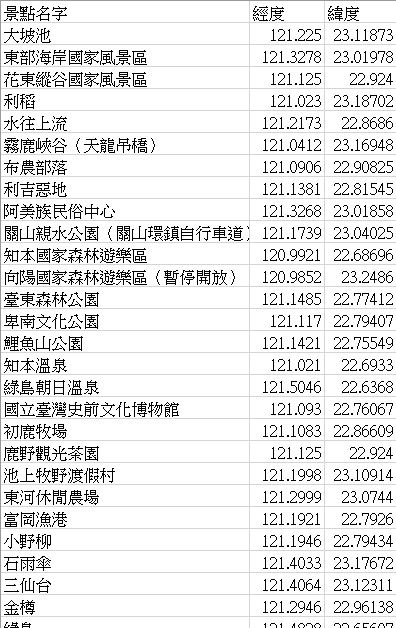 景點名字 經度 緯度
大坡池 121.225 23.11873
東部海岸國家風景區 121.3278 23.01978
花東縱谷國家風景區 121.125 22.924
利稻 121.023 23.18702
水往上流 121.2173 22.8686
霧鹿峽谷（天龍吊橋） 121.0412 23.16948
布農部落 121.0906 22.90825
利吉惡地 121.1381 22.81545
阿美族民俗中心 121.3268 23.01858
關山親水公園（關山環鎮自行車道） 121.1739 23.04025
知本國家森林遊樂區 120.9921 22.68696
向陽國家森林遊樂區（暫停開放） 120.9852 23.2486
臺東森林公園 121.1485 22.77412
卑南文化公園 121.117 22.79407
鯉魚山公園 121.1421 22.75549
知本溫泉 121.021 22.6933
綠島朝日溫泉 121.5046 22.6368
國立臺灣史前文化博物館 121.093 22.76067
初鹿牧場 121.1083 22.86609
鹿野觀光茶園 121.125 22.924
池上牧野渡假村 121.1998 23.10914
東河休閒農場 121.2999 23.0744
富岡漁港 121.1921 22.7926
小野柳 121.1946 22.79434
石雨傘 121.4033 23.17672
三仙台 121.4064 23.12311
金樽 121.2946 22.96138